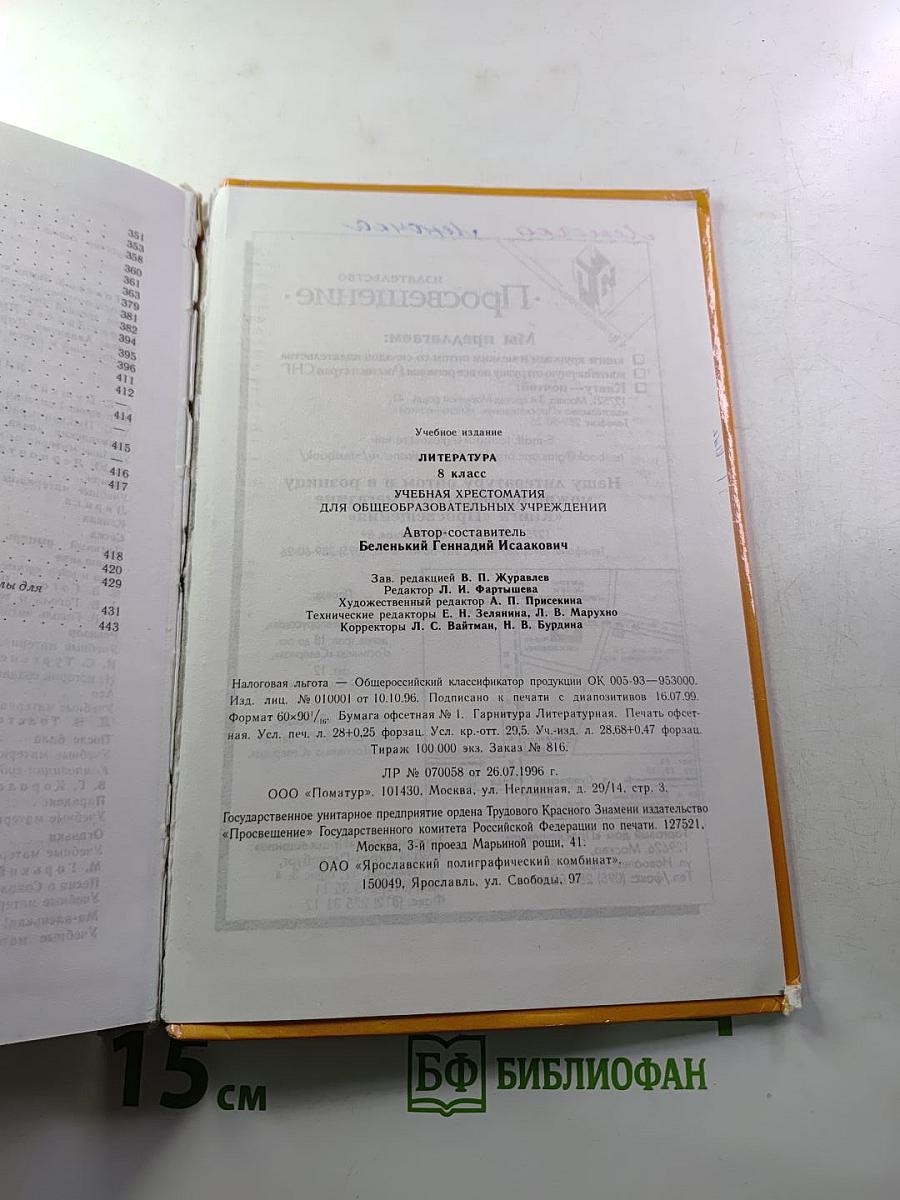 351
353
358
360
361
363
379
381
382
394
395
396
411
412
—
414
—
415
—
416
417
418
420
429
431
443
Учебное издание
ЛИТЕРАТУРА
8 класс
УЧЕБНАЯ ХРЕСТОМАТИЯ
ДЛЯ ОБЩЕОБРАЗОВАТЕЛЬНЫХ УЧРЕЖДЕНИЙ
Автор-составитель
Беленький Геннадий Исаакович
Зав. редакцией В. П. Журавлев
Редактор Л. И. Фартышева
Художественный редактор А. П. Присекина
Технические редакторы Е. Н. Зелянина, Л. В. Марухно
Корректоры Л. С. Вайтман, Н. В. Бурдина
Налоговая льгота — Общероссийский классификатор продукции ОК 005-93—953000.
Изд. лиц. № 010001 от 10.10.96. Подписано к печати с диапозитивов 16.07.99.
Формат 60×90¹/₁₆. Бумага офсетная № 1. Гарнитура Литературная. Печать офсет-
ная. Усл. печ. л. 28+0,25 форзац. Усл. кр.-отт. 29,5. Уч.-изд. л. 28,68+0,47 форзац.
Тираж 100 000 экз. Заказ № 816.
ЛР № 070058 от 26.07.1996 г.
ООО «Поматур». 101430, Москва, ул. Неглинная, д. 29/14, стр. 3.
Государственное унитарное предприятие ордена Трудового Красного Знамени издательство
«Просвещение» Государственного комитета Российской Федерации по печати. 127521,
Москва, 3-й проезд Марьиной рощи, 41.
ОАО «Ярославский полиграфический комбинат».
150049, Ярославль, ул. Свободы, 97
15 см
БФ БИБЛИОФАН